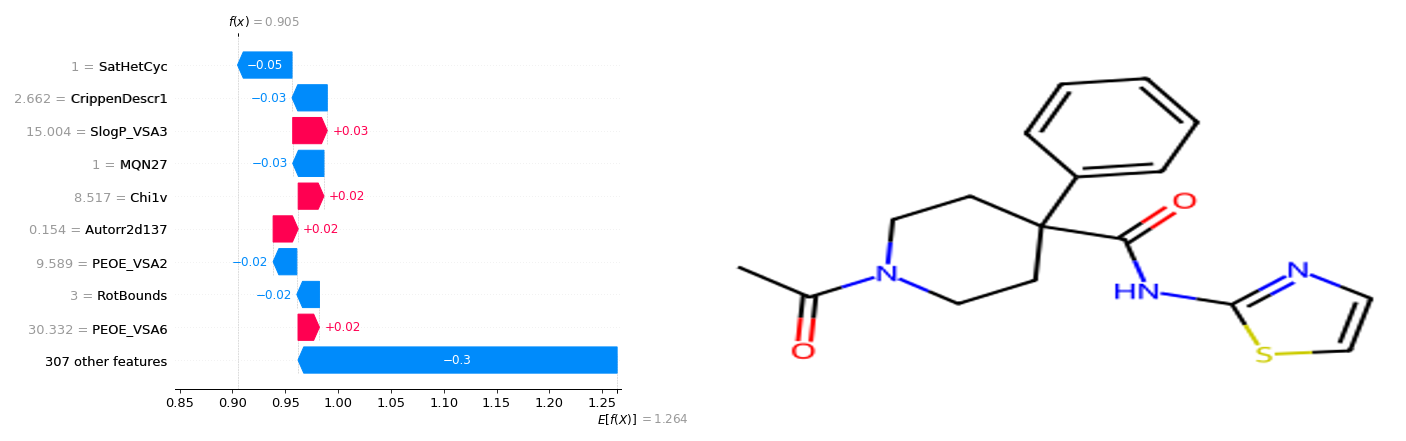 f(x) = 0.905
1 = SatHetCyc
−0.05
2.662 = CrippenDescr1
−0.03
15.004 = SlogP_VSA3
+0.03
1 = MQN27
−0.03
8.517 = Chi1v
+0.02
0.154 = Autorr2d137
+0.02
9.589 = PEOE_VSA2
−0.02
3 = RotBounds
−0.02
30.332 = PEOE_VSA6
+0.02
307 other features
−0.3
0.85 0.90 0.95 1.00 1.05 1.10 1.15 1.20 1.25
E[f(X)] = 1.264
O
N
N
HN
O
S